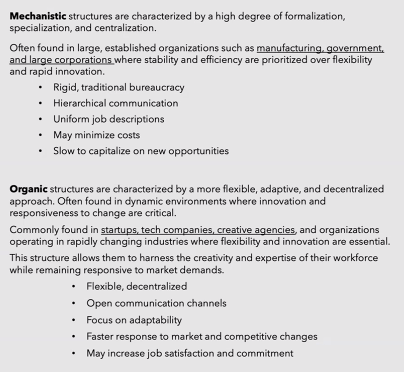 Mechanistic structures are characterized by a high degree of formalization,
specialization, and centralization.
Often found in large, established organizations such as manufacturing, government,
and large corporations where stability and efficiency are prioritized over flexibility
and rapid innovation.
• Rigid, traditional bureaucracy
• Hierarchical communication
• Uniform job descriptions
• May minimize costs
• Slow to capitalize on new opportunities
Organic structures are characterized by a more flexible, adaptive, and decentralized
approach. Often found in dynamic environments where innovation and
responsiveness to change are critical.
Commonly found in startups, tech companies, creative agencies, and organizations
operating in rapidly changing industries where flexibility and innovation are essential.
This structure allows them to harness the creativity and expertise of their workforce
while remaining responsive to market demands.
• Flexible, decentralized
• Open communication channels
• Focus on adaptability
• Faster response to market and competitive changes
• May increase job satisfaction and commitment